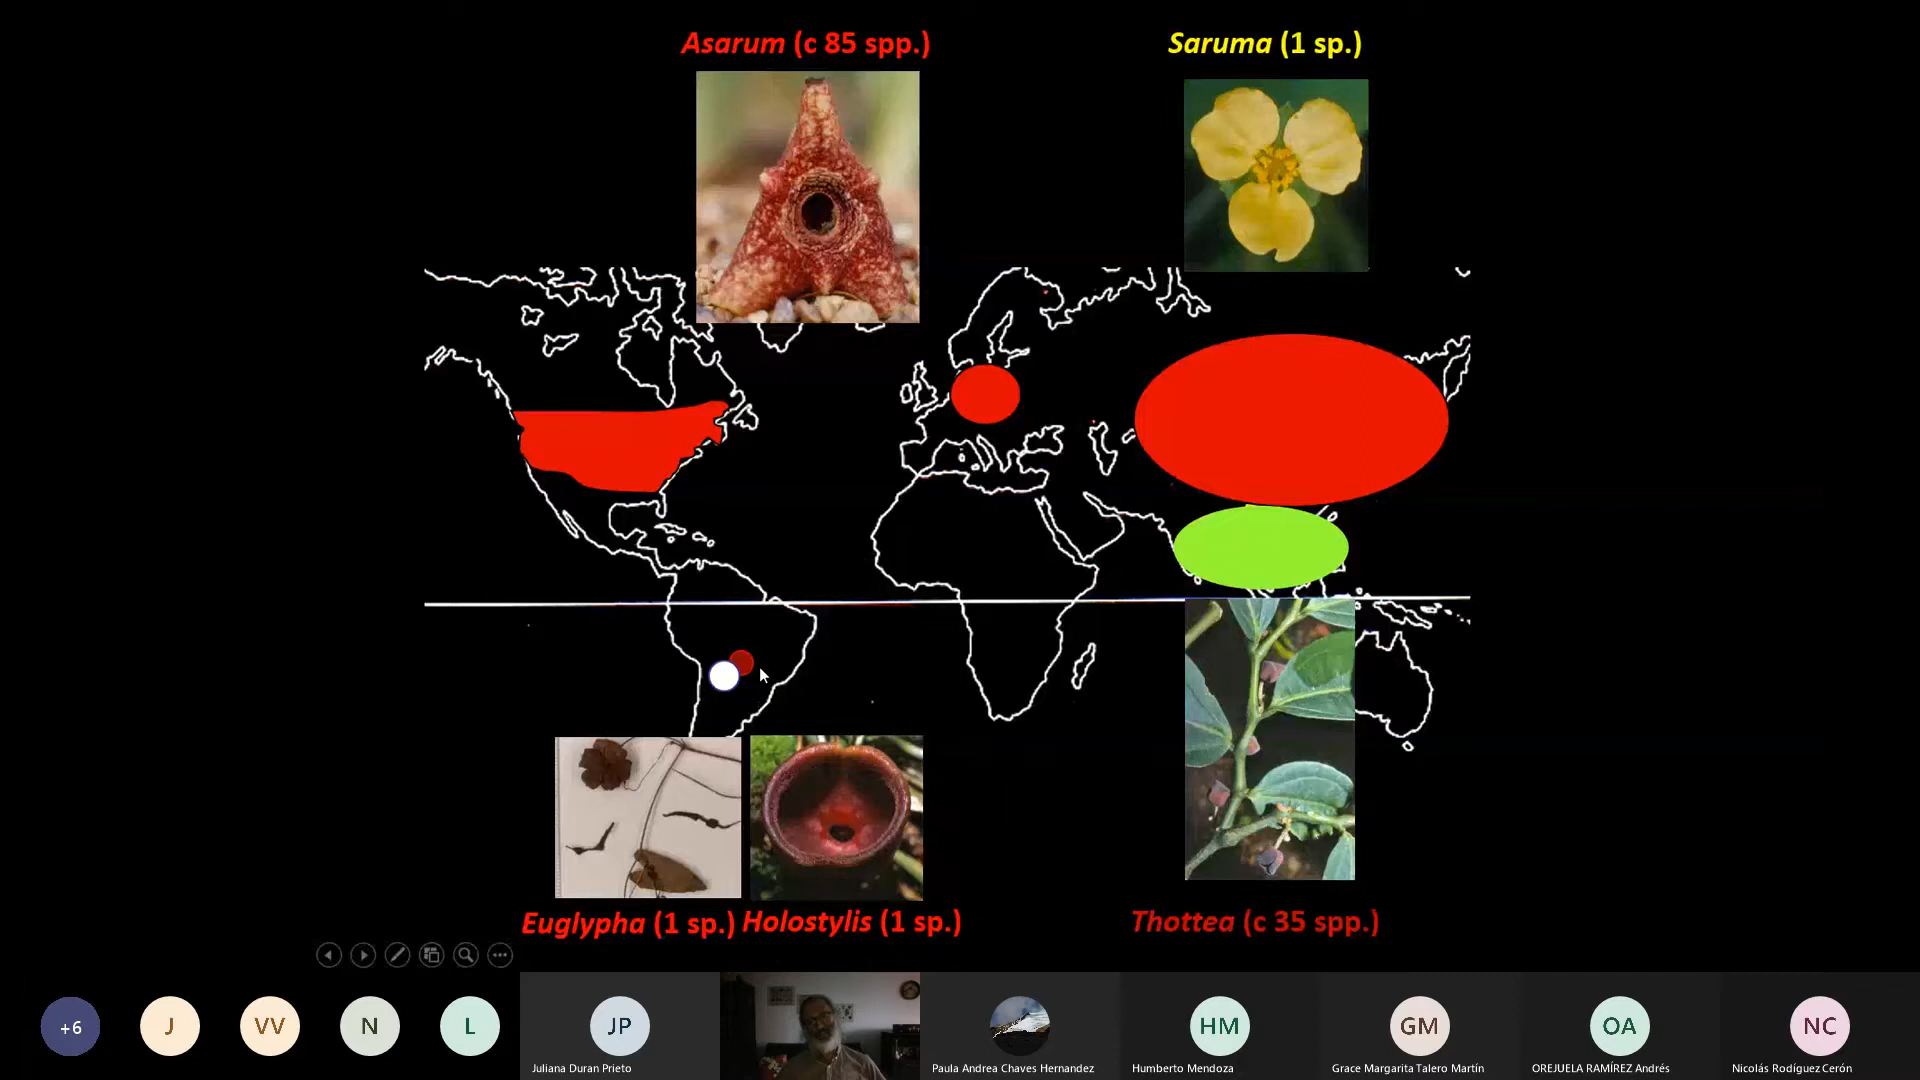 Asarum (c 85 spp.)
Saruma (1 sp.)
Euglypha (1 sp.)
Holostylis (1 sp.)
Thottea (c 35 spp.)
+6
J
VV
N
L
JP
HM
GM
OA
NC
Juliana Duran Prieto
Paula Andrea Chaves Hernandez
Humberto Mendoza
Grace Margarita Talero Martín
OREJUELA RAMÍREZ Andrés
Nicolás Rodíguez Cerón